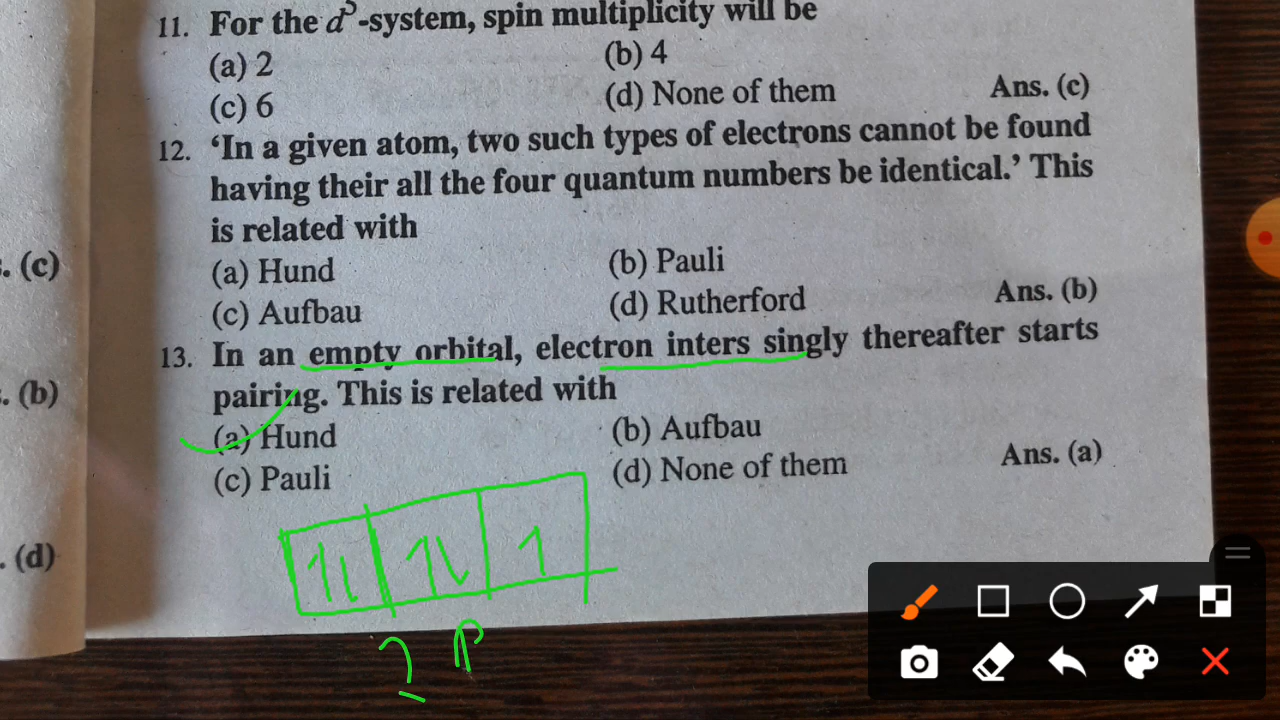 11. For the d⁵-system, spin multiplicity will be
(a) 2 (b) 4
(c) 6 (d) None of them Ans. (c)
12. ‘In a given atom, two such types of electrons cannot be found
having their all the four quantum numbers be identical.’ This
is related with
(a) Hund (b) Pauli
(c) Aufbau (d) Rutherford Ans. (b)
13. In an empty orbital, electron inters singly thereafter starts
pairing. This is related with
(a) Hund (b) Aufbau
(c) Pauli (d) None of them Ans. (a)
. (c)
. (b)
. (d)
2 p